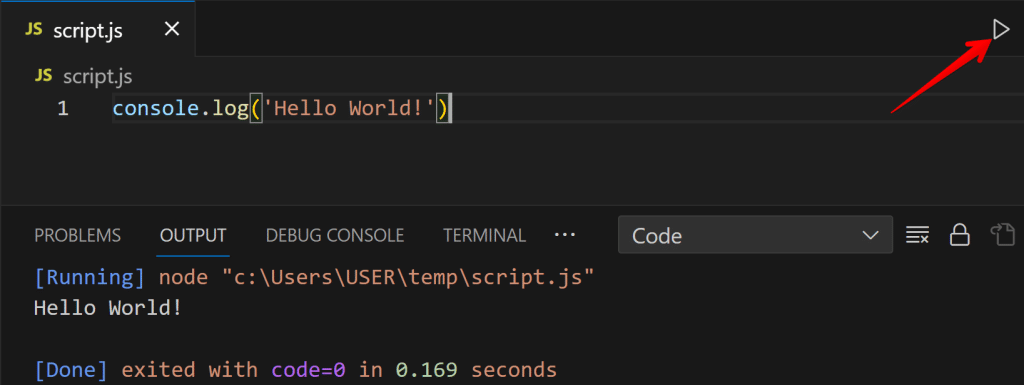 JS script.js
JS script.js
1 console.log('Hello World!')
PROBLEMS OUTPUT DEBUG CONSOLE TERMINAL ··· Code
[Running] node "c:\Users\USER\temp\script.js"
Hello World!
[Done] exited with code=0 in 0.169 seconds